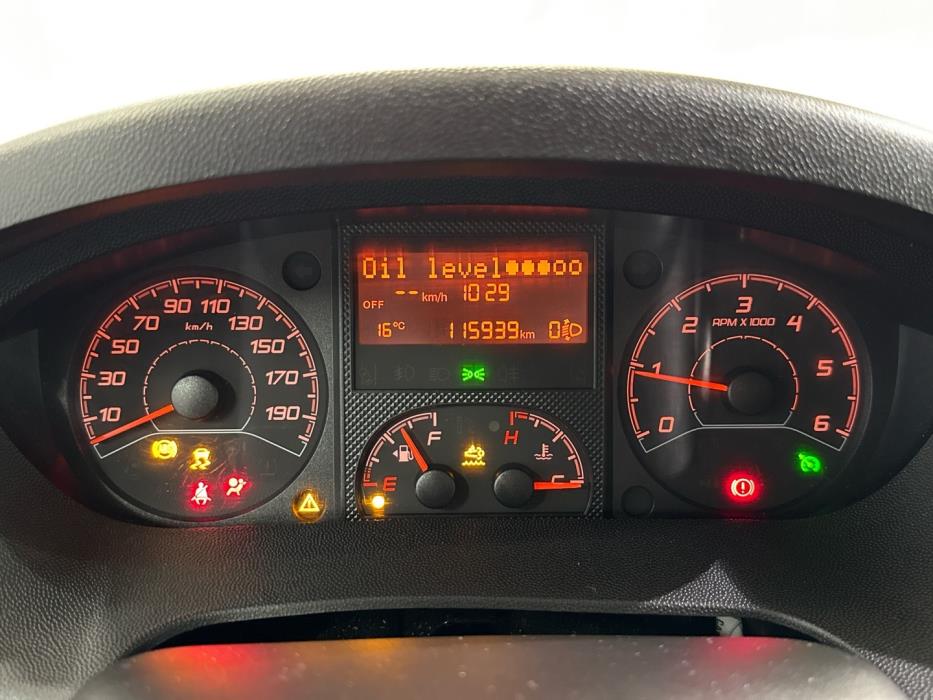 Oil level
OFF -- km/h 10 29
16 °C 115939 km 0
10 30 50 70 90 110 130 150 170 190
km/h
0 1 2 3 4 5 6
RPM X 1000
E F
H C